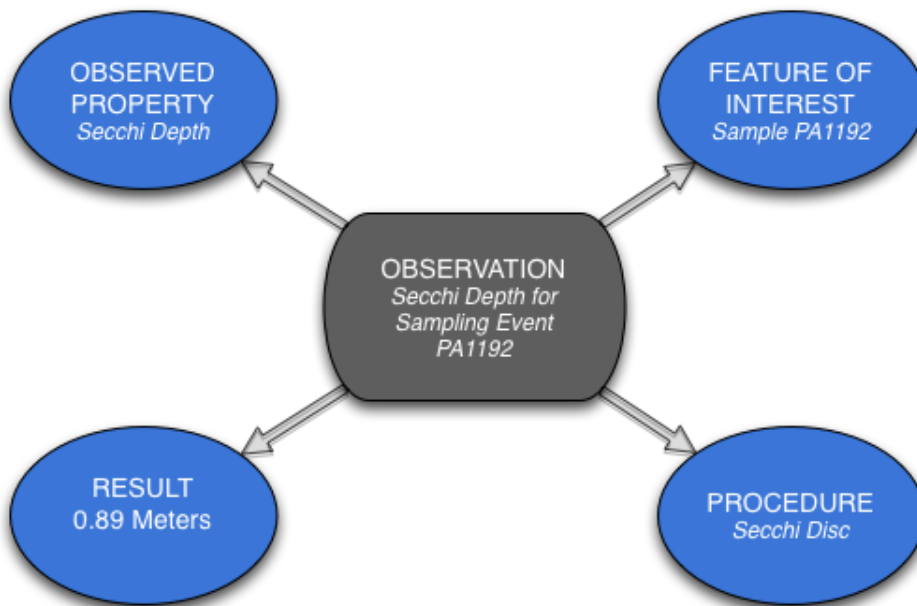 OBSERVED
PROPERTY
Secchi Depth
FEATURE OF
INTEREST
Sample PA1192
OBSERVATION
Secchi Depth for
Sampling Event
PA1192
RESULT
0.89 Meters
PROCEDURE
Secchi Disc